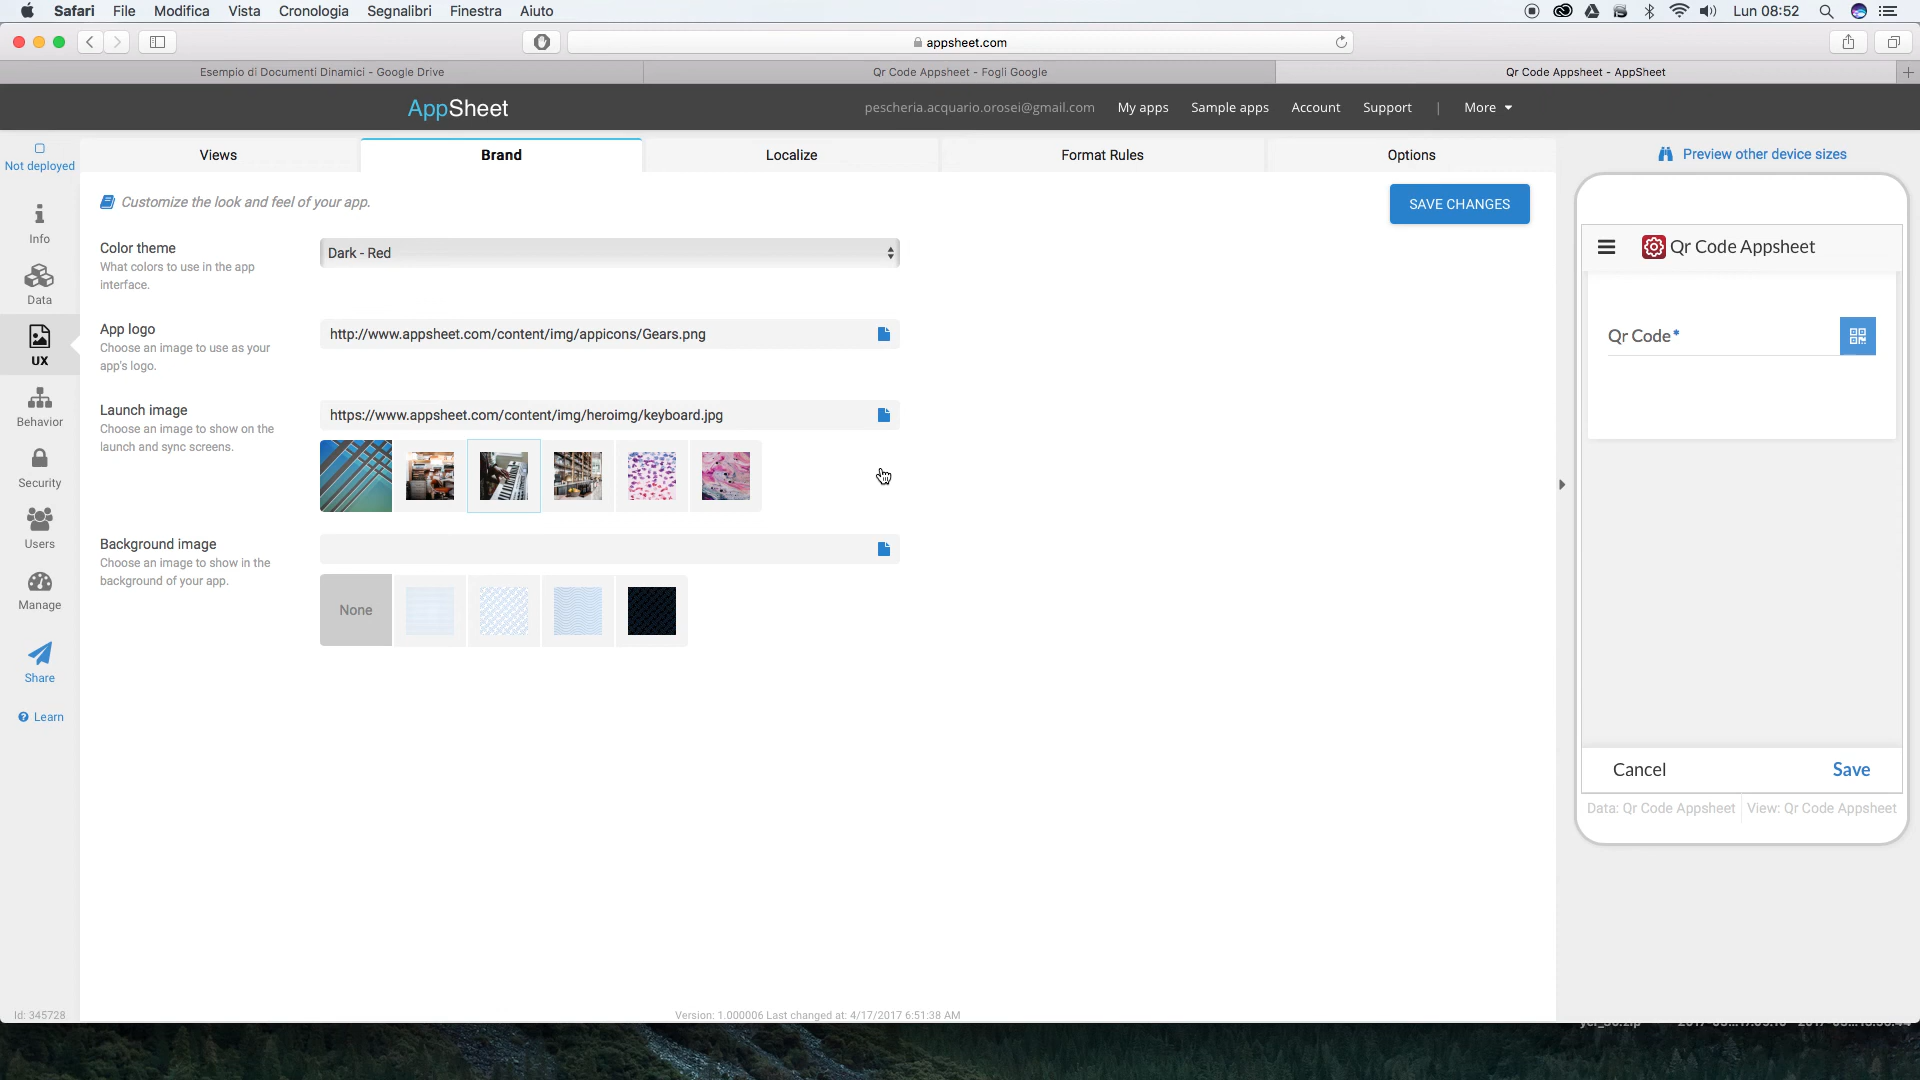 Safari File Modifica Vista Cronologia Segnalibri Finestra Aiuto
Lun 08:52
appsheet.com
Esempio di Documenti Dinamici - Google Drive
Qr Code Appsheet - Fogli Google
Qr Code Appsheet - AppSheet
AppSheet
pescheria.acquario.orosei@gmail.com My apps Sample apps Account Support | More
Not deployed
Views Brand Localize Format Rules Options
Preview other device sizes
Customize the look and feel of your app.
SAVE CHANGES
Info
Data
UX
Behavior
Security
Users
Manage
Share
Learn
Color theme
What colors to use in the app
interface.
Dark - Red
App logo
Choose an image to use as your
app's logo.
http://www.appsheet.com/content/img/appicons/Gears.png
Launch image
Choose an image to show on the
launch and sync screens.
https://www.appsheet.com/content/img/heroimg/keyboard.jpg
Background image
Choose an image to show in the
background of your app.
None
Qr Code Appsheet
Qr Code*
Cancel Save
Data: Qr Code Appsheet View: Qr Code Appsheet
Id: 345728
Version: 1.000006 Last changed at: 4/17/2017 6:51:38 AM